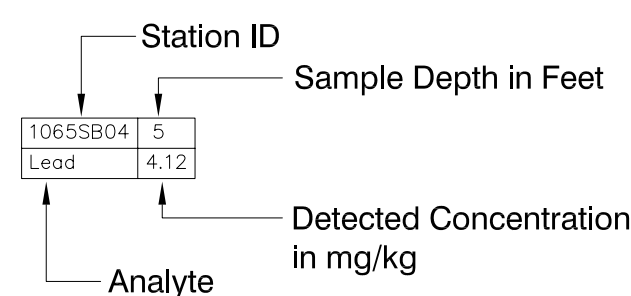 Station ID
Sample Depth in Feet
1065SB04 5
Lead 4.12
Detected Concentration
in mg/kg
Analyte